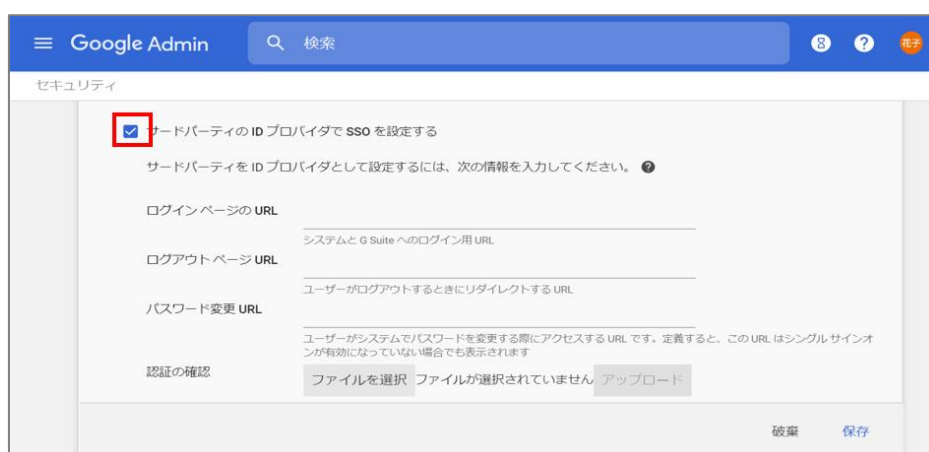 Google Admin
検索
花子
セキュリティ
サードパーティの ID プロバイダで SSO を設定する
サードパーティを ID プロバイダとして設定するには、次の情報を入力してください。
ログイン ページの URL
システムと G Suite へのログイン用 URL
ログアウト ページ URL
ユーザーがログアウトするときにリダイレクトする URL
パスワード変更 URL
ユーザーがシステムでパスワードを変更する際にアクセスする URL です。定義すると、この URL はシングル サインオ
ンが有効になっていない場合でも表示されます
認証の確認
ファイルを選択 ファイルが選択されていません アップロード
破棄 保存